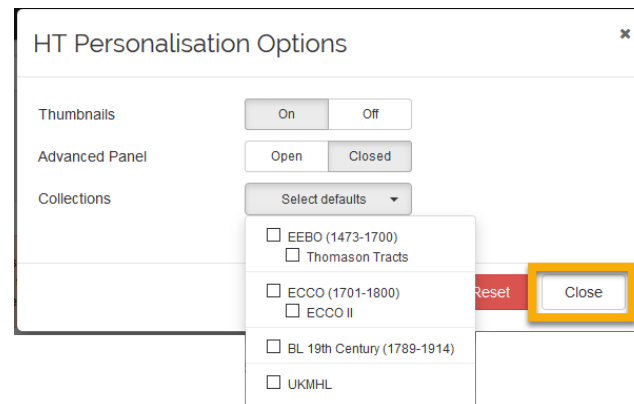 HT Personalisation Options
Thumbnails On Off
Advanced Panel Open Closed
Collections Select defaults
EEBO (1473-1700)
Thomason Tracts
ECCO (1701-1800)
ECCO II
Reset Close
BL 19th Century (1789-1914)
UKMHL